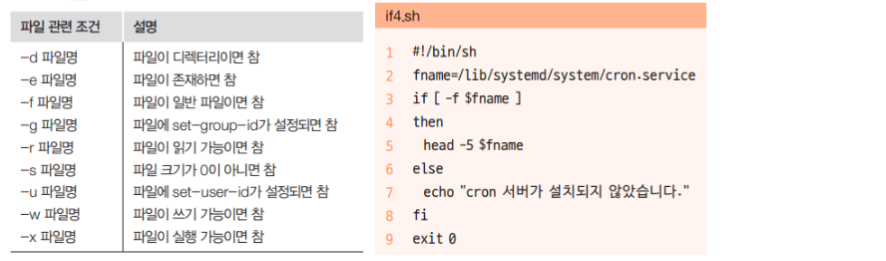 파일 관련 조건 설명
-d 파일명 파일이 디렉터리이면 참
-e 파일명 파일이 존재하면 참
-f 파일명 파일이 일반 파일이면 참
-g 파일명 파일에 set-group-id가 설정되면 참
-r 파일명 파일이 읽기 가능이면 참
-s 파일명 파일 크기가 0이 아니면 참
-u 파일명 파일에 set-user-id가 설정되면 참
-w 파일명 파일이 쓰기 가능이면 참
-x 파일명 파일이 실행 가능이면 참
if4.sh
1 #!/bin/sh
2 fname=/lib/systemd/system/cron.service
3 if [ -f $fname ]
4 then
5 head -5 $fname
6 else
7 echo "cron 서버가 설치되지 않았습니다."
8 fi
9 exit 0